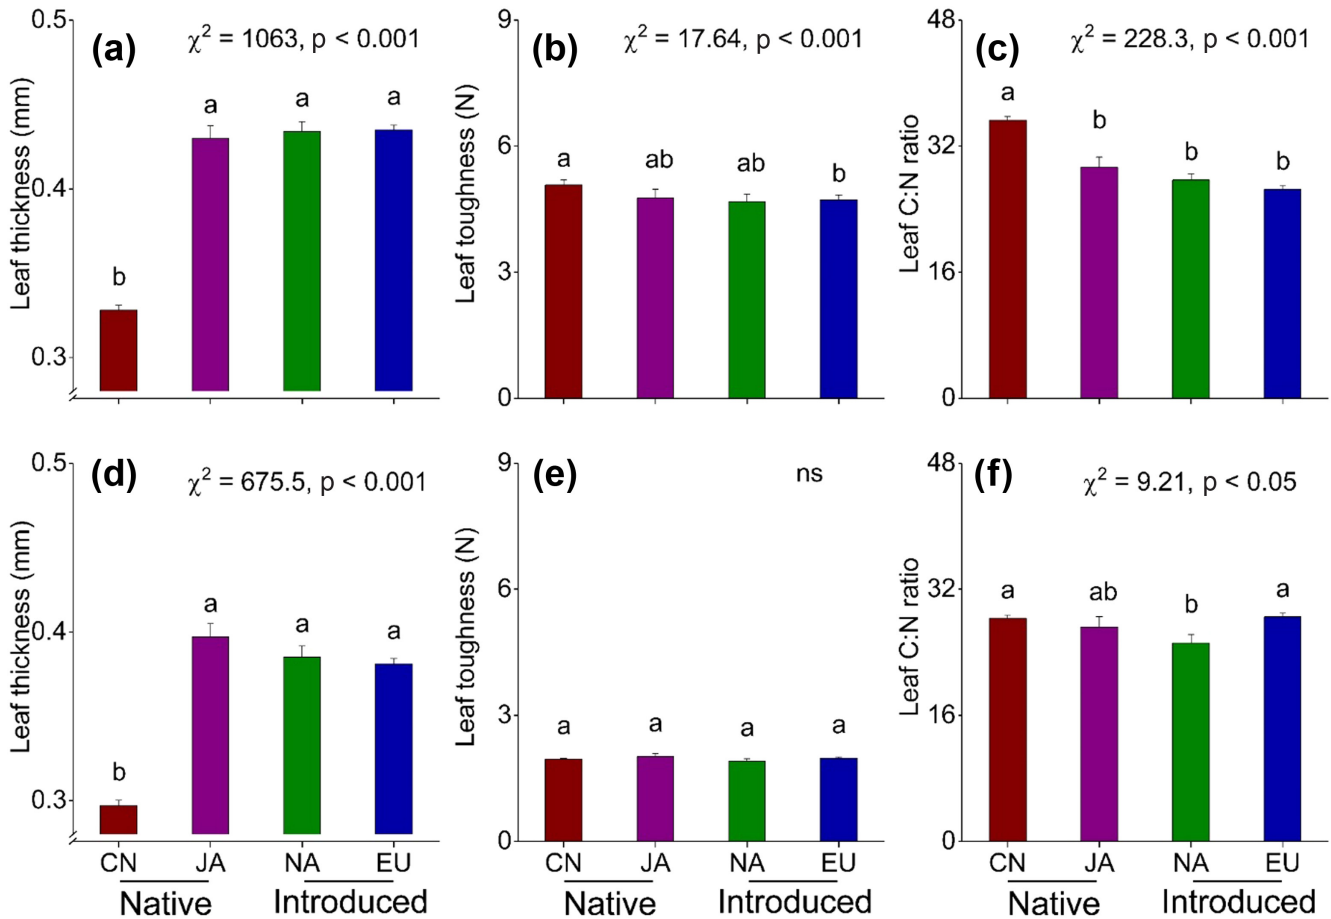 (a) χ² = 1063, p < 0.001
Leaf thickness (mm)
0.5
0.4
0.3
b a a a
(b) χ² = 17.64, p < 0.001
Leaf toughness (N)
9
6
3
0
a ab ab b
(c) χ² = 228.3, p < 0.001
Leaf C:N ratio
48
32
16
0
a b b b
(d) χ² = 675.5, p < 0.001
Leaf thickness (mm)
0.5
0.4
0.3
b a a a
CN JA NA EU
Native Introduced
(e) ns
Leaf toughness (N)
9
6
3
0
a a a a
CN JA NA EU
Native Introduced
(f) χ² = 9.21, p < 0.05
Leaf C:N ratio
48
32
16
0
a ab b a
CN JA NA EU
Native Introduced